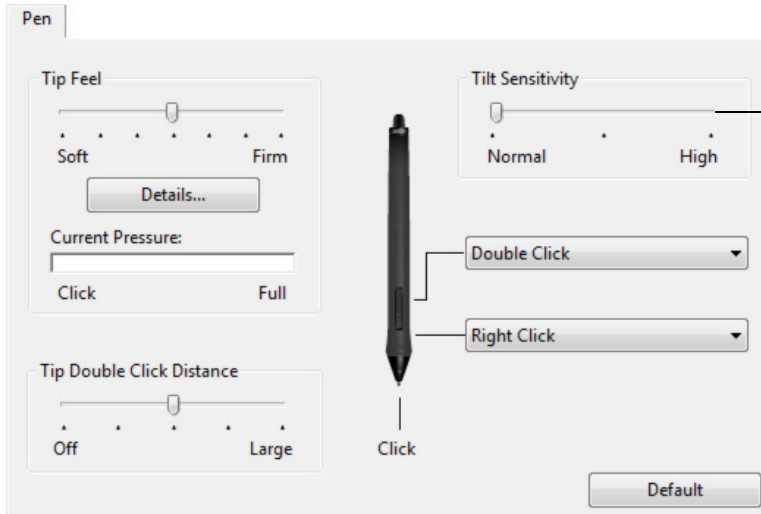 Pen
Tip Feel
Soft Firm
Details...
Current Pressure:
Click Full
Tip Double Click Distance
Off Large
Click
Tilt Sensitivity
Normal High
Double Click
Right Click
Default